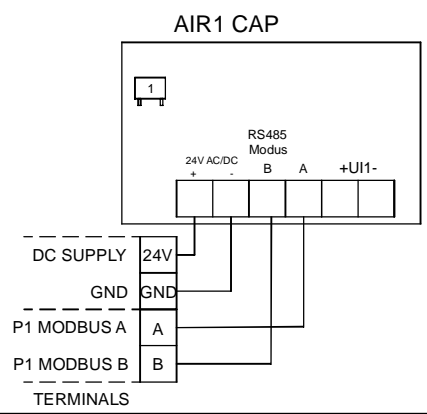 AIR1 CAP
1
RS485
Modus
24V AC/DC
+ - B A +UI1-
DC SUPPLY 24V
GND GND
P1 MODBUS A A
P1 MODBUS B B
TERMINALS